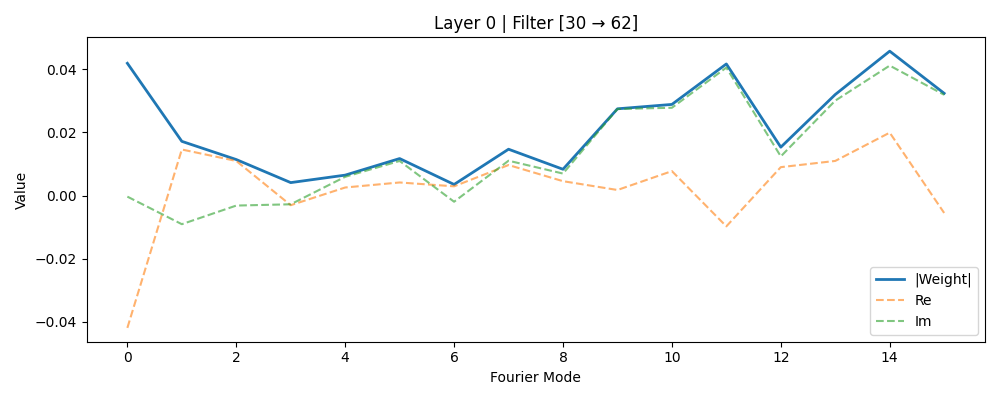 Layer 0 | Filter [30 → 62]
Value
0.04
0.02
0.00
−0.02
−0.04
0 2 4 6 8 10 12 14
Fourier Mode
|Weight|
Re
Im